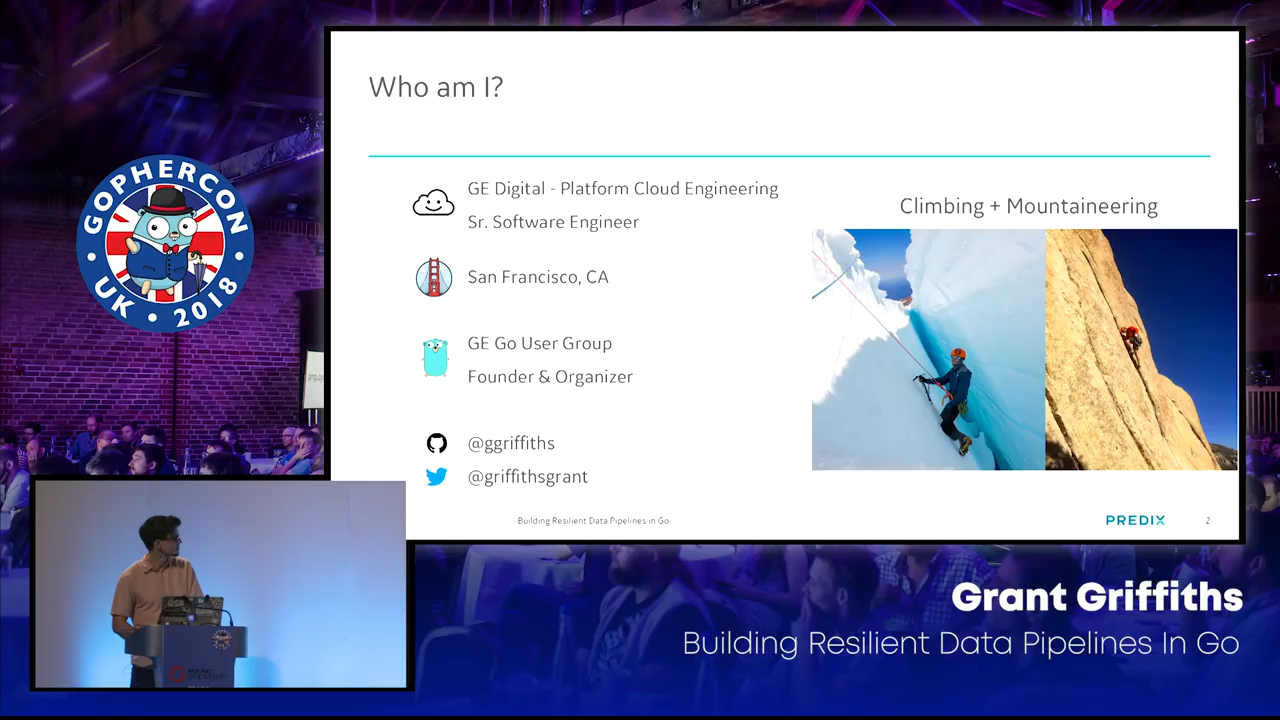 Who am I?
GE Digital - Platform Cloud Engineering
Sr. Software Engineer
San Francisco, CA
GE Go User Group
Founder & Organizer
@ggriffiths
@griffithsgrant
Climbing + Mountaineering
Building Resilient Data Pipelines in Go
PREDIX
2
GOPHERCON
UK • 2018
Grant Griffiths
Building Resilient Data Pipelines In Go